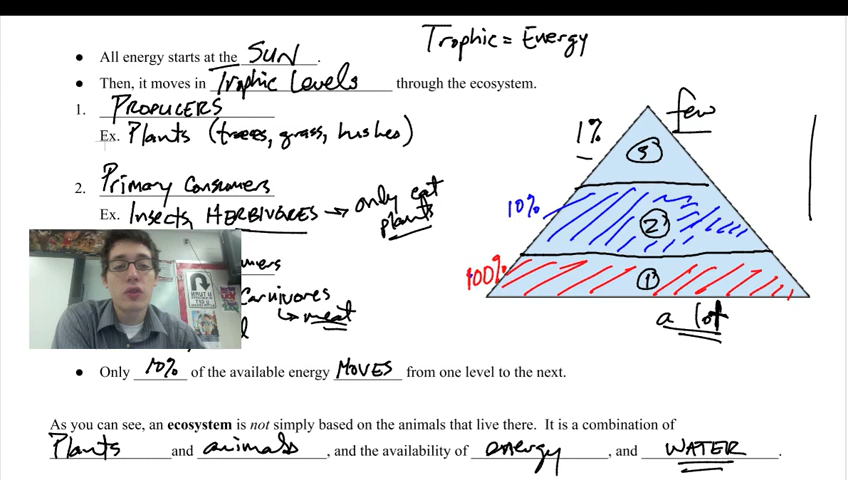 Trophic = Energy
• All energy starts at the SUN.
• Then, it moves in Trophic Levels through the ecosystem.
1. PRODUCERS
Ex. Plants (trees, grass, bushes)
2. Primary Consumers
Ex. Insects, HERBIVORES → only eat
plants
umers
Carnivores
↳ meat
few
1%
3
10%
2
100%
1
a lot
• Only 10% of the available energy MOVES from one level to the next.
As you can see, an ecosystem is not simply based on the animals that live there. It is a combination of
Plants and animals, and the availability of energy, and WATER.